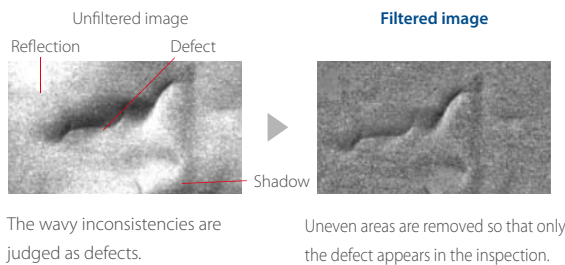 Unfiltered image
Filtered image
Reflection
Defect
Shadow
The wavy inconsistencies are
judged as defects.
Uneven areas are removed so that only
the defect appears in the inspection.